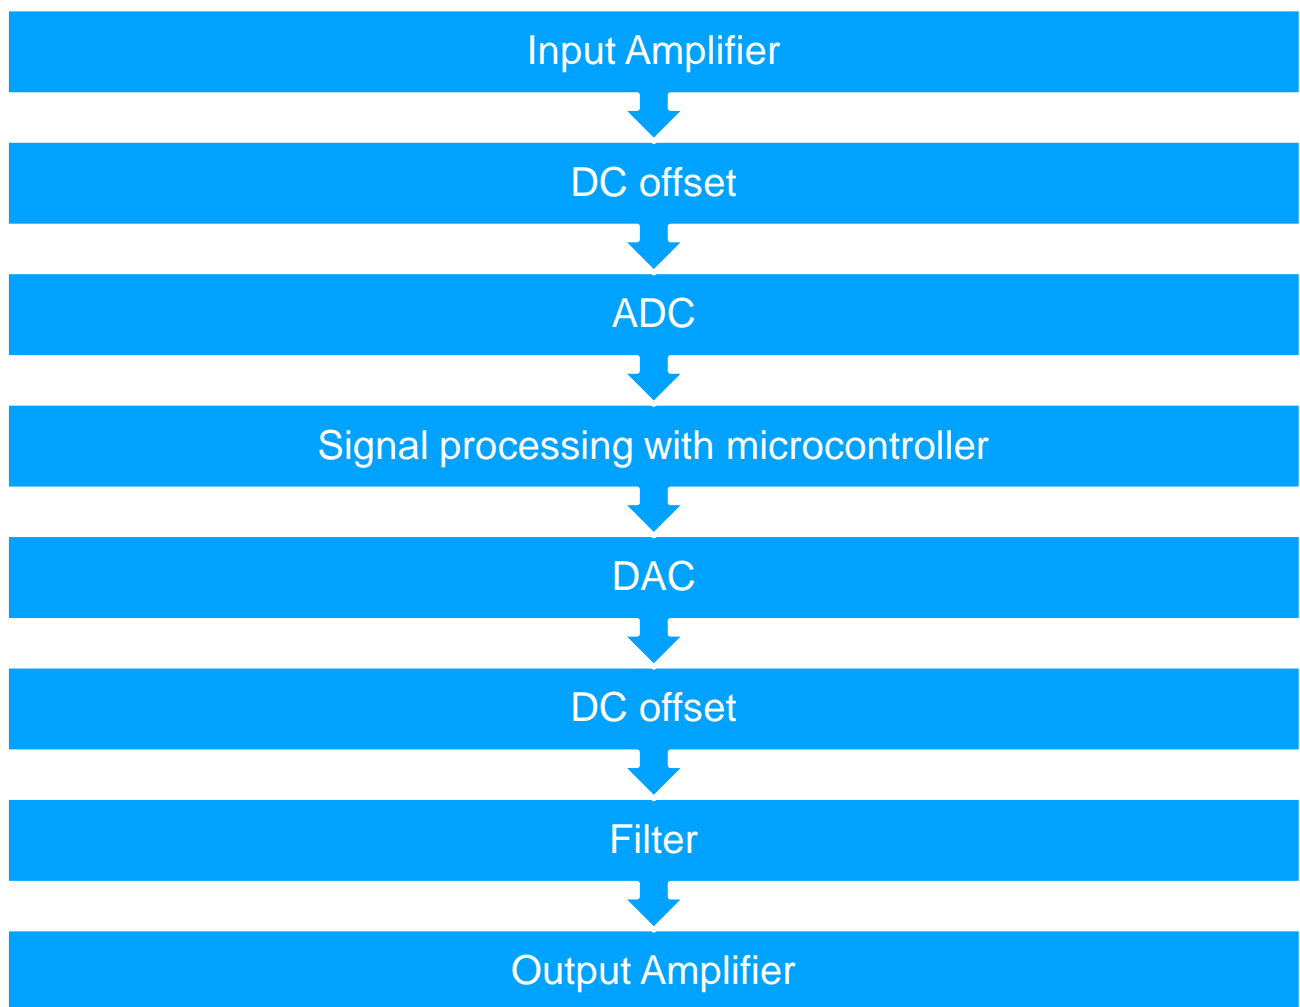 Input Amplifier
DC offset
ADC
Signal processing with microcontroller
DAC
DC offset
Filter
Output Amplifier